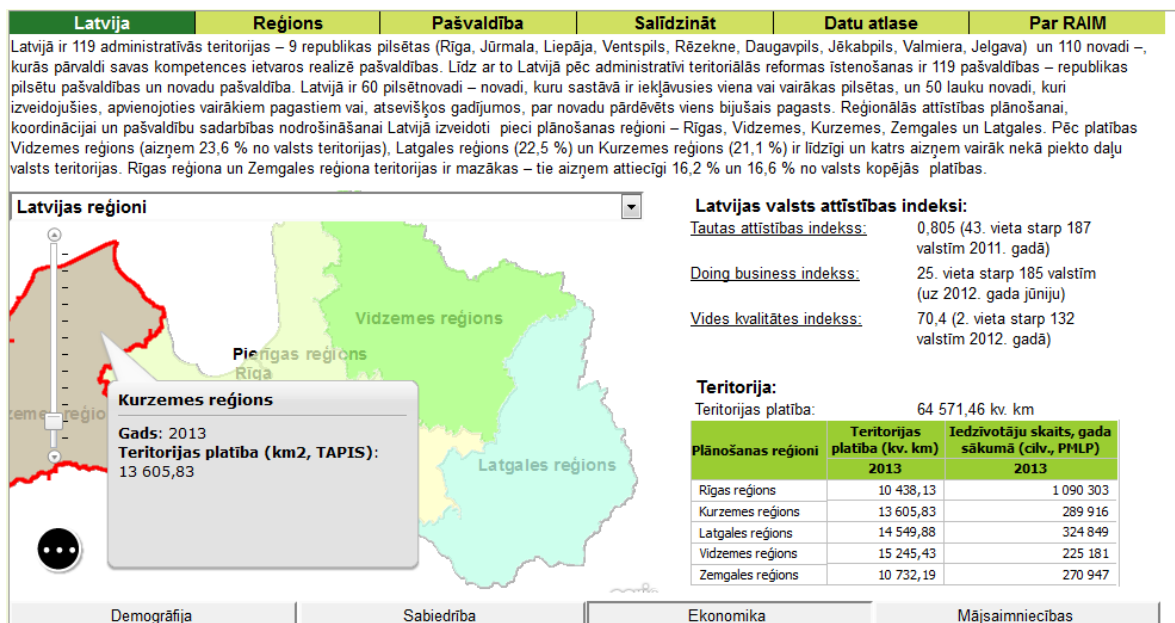 Latvija Reģions Pašvaldība Salīdzināt Datu atlase Par RAIM
Latvijā ir 119 administratīvās teritorijas – 9 republikas pilsētas (Rīga, Jūrmala, Liepāja, Ventspils, Rēzekne, Daugavpils, Jēkabpils, Valmiera, Jelgava) un 110 novadi –,
kurās pārvaldi savas kompetences ietvaros realizē pašvaldības. Līdz ar to Latvijā pēc administratīvi teritoriālās reformas īstenošanas ir 119 pašvaldības – republikas
pilsētu pašvaldības un novadu pašvaldība. Latvijā ir 60 pilsētnovadi – novadi, kuru sastāvā ir iekļāvusies viena vai vairākas pilsētas, un 50 lauku novadi, kuri
izveidojušies, apvienojoties vairākiem pagastiem vai, atsevišķos gadījumos, par novadu pārdēvēts viens bijušais pagasts. Reģionālās attīstības plānošanai,
koordinācijai un pašvaldību sadarbības nodrošināšanai Latvijā izveidoti pieci plānošanas reģioni – Rīgas, Vidzemes, Kurzemes, Zemgales un Latgales. Pēc platības
Vidzemes reģions (aizņem 23,6 % no valsts teritorijas), Latgales reģions (22,5 %) un Kurzemes reģions (21,1 %) ir līdzīgi un katrs aizņem vairāk nekā piekto daļu
valsts teritorijas. Rīgas reģiona un Zemgales reģiona teritorijas ir mazākas – tie aizņem attiecīgi 16,2 % un 16,6 % no valsts kopējās platības.
Latvijas reģioni
Vidzemes reģions
Pierīgas reģions
Rīga
Latgales reģions
Kurzemes reģions
Gads: 2013
Teritorijas platība (km2, TAPIS):
13 605,83
Latvijas valsts attīstības indeksi:
Tautas attīstības indekss: 0,805 (43. vieta starp 187
valstīm 2011. gadā)
Doing business indekss: 25. vieta starp 185 valstīm
(uz 2012. gada jūniju)
Vides kvalitātes indekss: 70,4 (2. vieta starp 132
valstīm 2012. gadā)
Teritorija:
Teritorijas platība: 64 571,46 kv. km
Plānošanas reģioni Teritorijas platība (kv. km) Iedzīvotāju skaits, gada sākumā (cilv., PMLP)
2013 2013
Rīgas reģions 10 438,13 1 090 303
Kurzemes reģions 13 605,83 289 916
Latgales reģions 14 549,88 324 849
Vidzemes reģions 15 245,43 225 181
Zemgales reģions 10 732,19 270 947
Demogrāfija Sabiedrība Ekonomika Mājsaimniecības